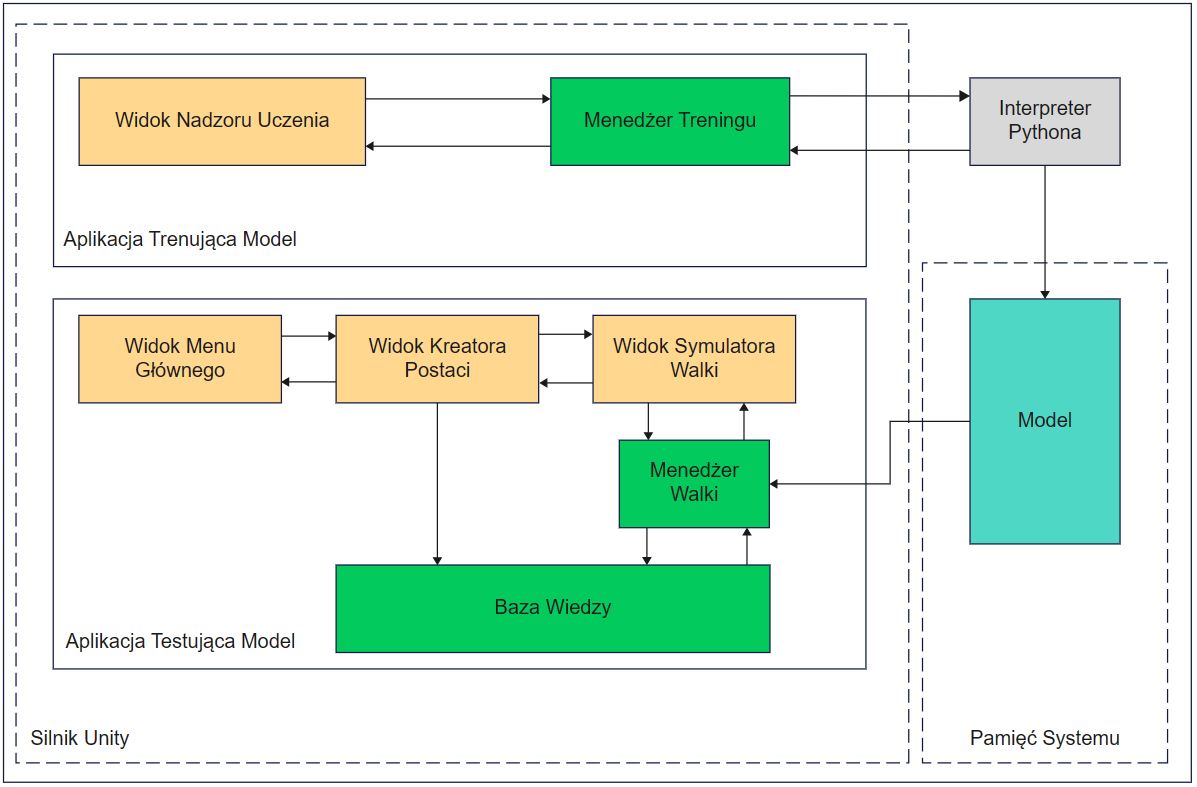 Widok Nadzoru Uczenia
Menedżer Treningu
Interpreter
Pythona
Aplikacja Trenująca Model
Widok Menu
Głównego
Widok Kreatora
Postaci
Widok Symulatora
Walki
Menedżer
Walki
Model
Baza Wiedzy
Aplikacja Testująca Model
Silnik Unity
Pamięć Systemu